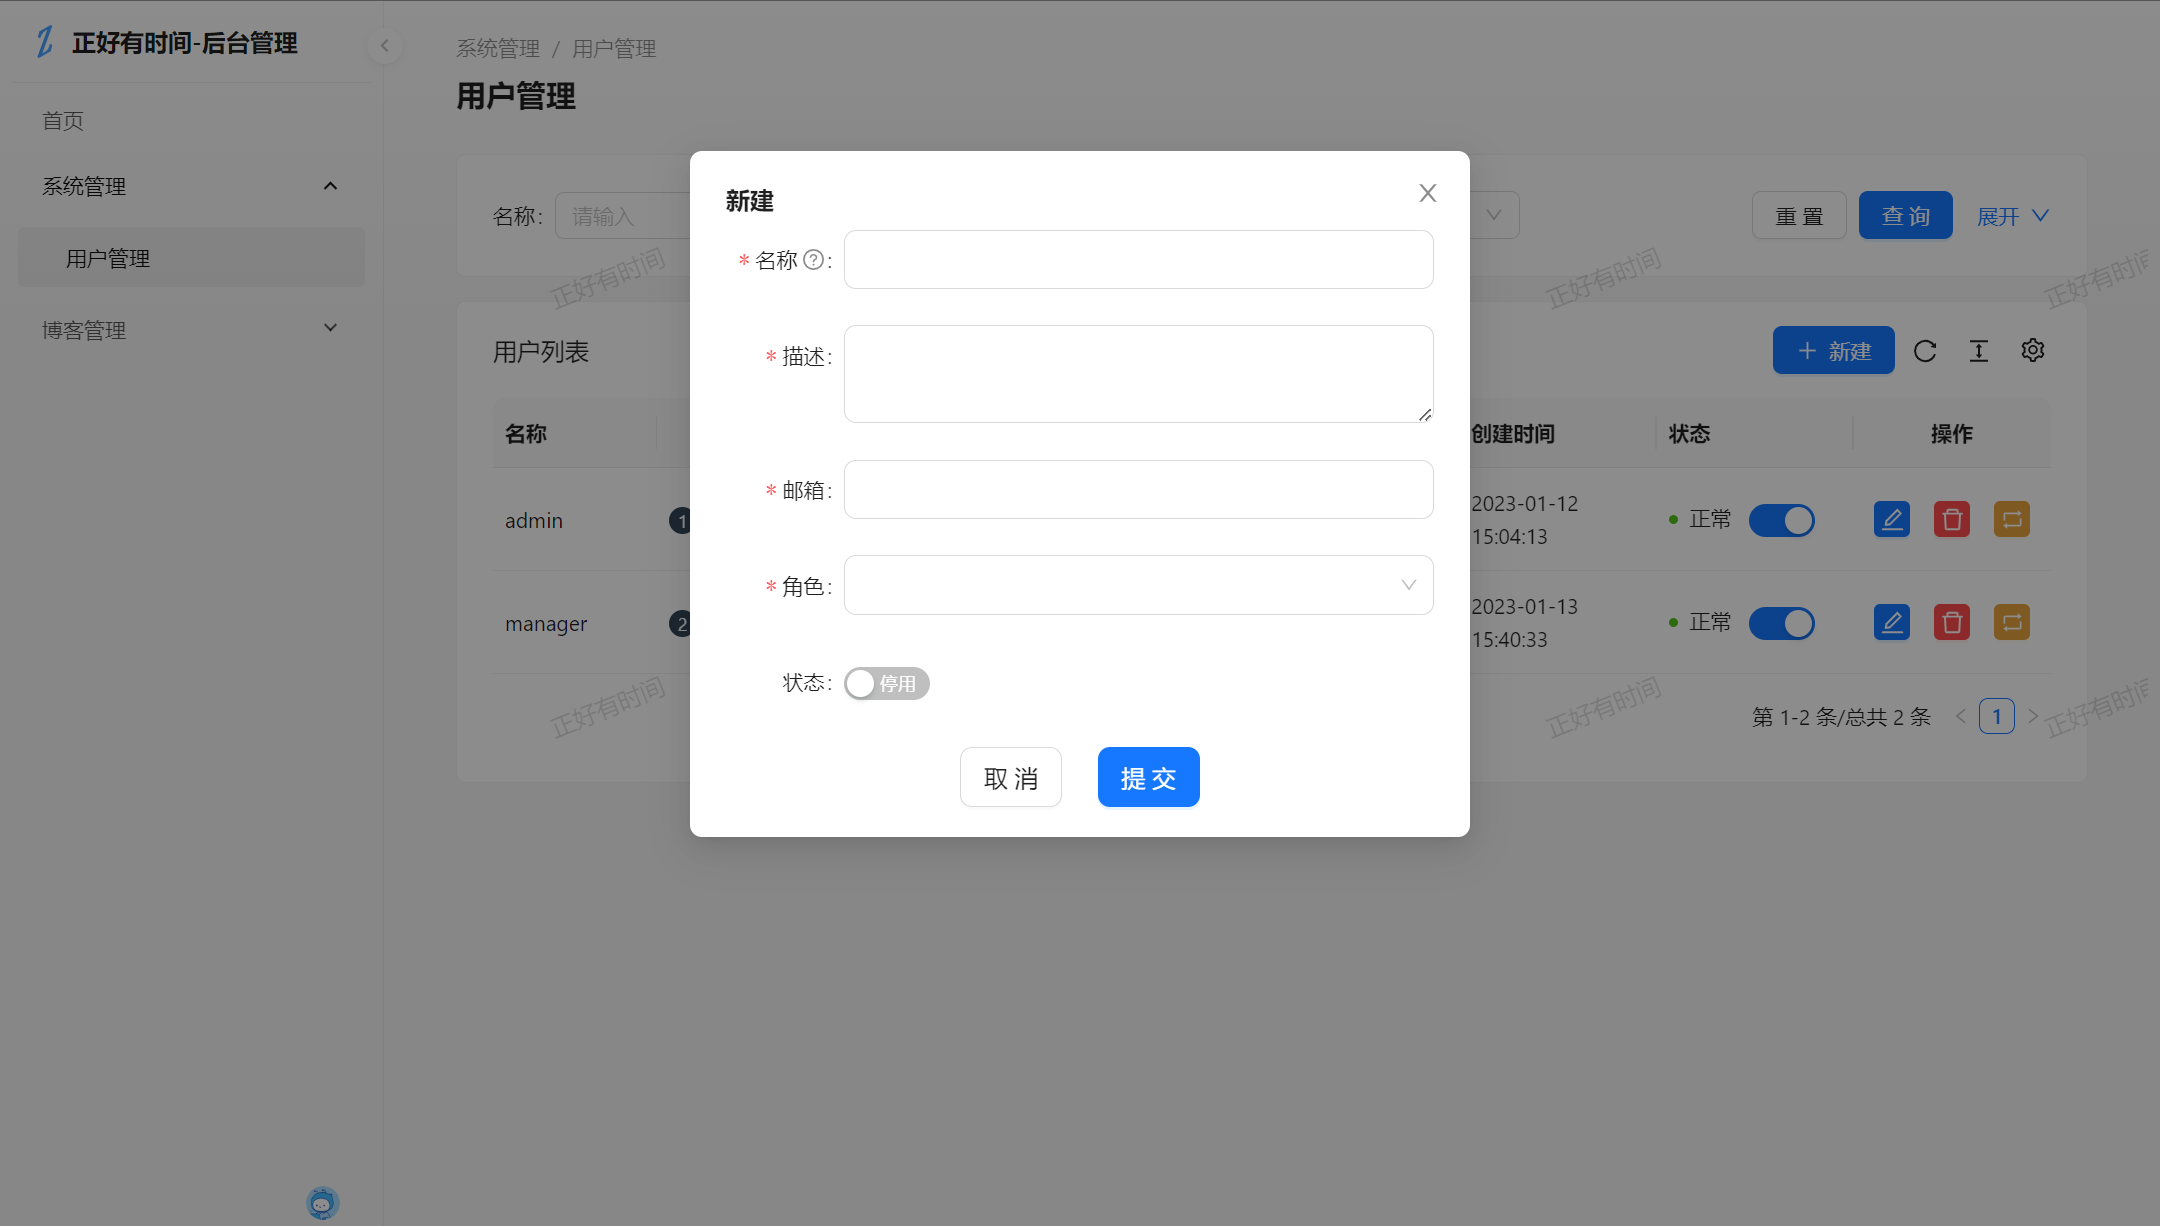 正好有时间-后台管理
首页
系统管理
用户管理
博客管理
系统管理 / 用户管理
用户管理
名称: 请输入
重 置
查 询
展开
用户列表
+ 新建
名称
创建时间
状态
操作
admin
1
2023-01-12
15:04:13
正常
manager
2
2023-01-13
15:40:33
正常
第 1-2 条/总共 2 条
1
新建
* 名称 ? :
* 描述:
* 邮箱:
* 角色:
状态: 停用
取 消
提 交
正好有时间
正好有时间
正好有时间
正好有时间
正好有时间
正好有时间